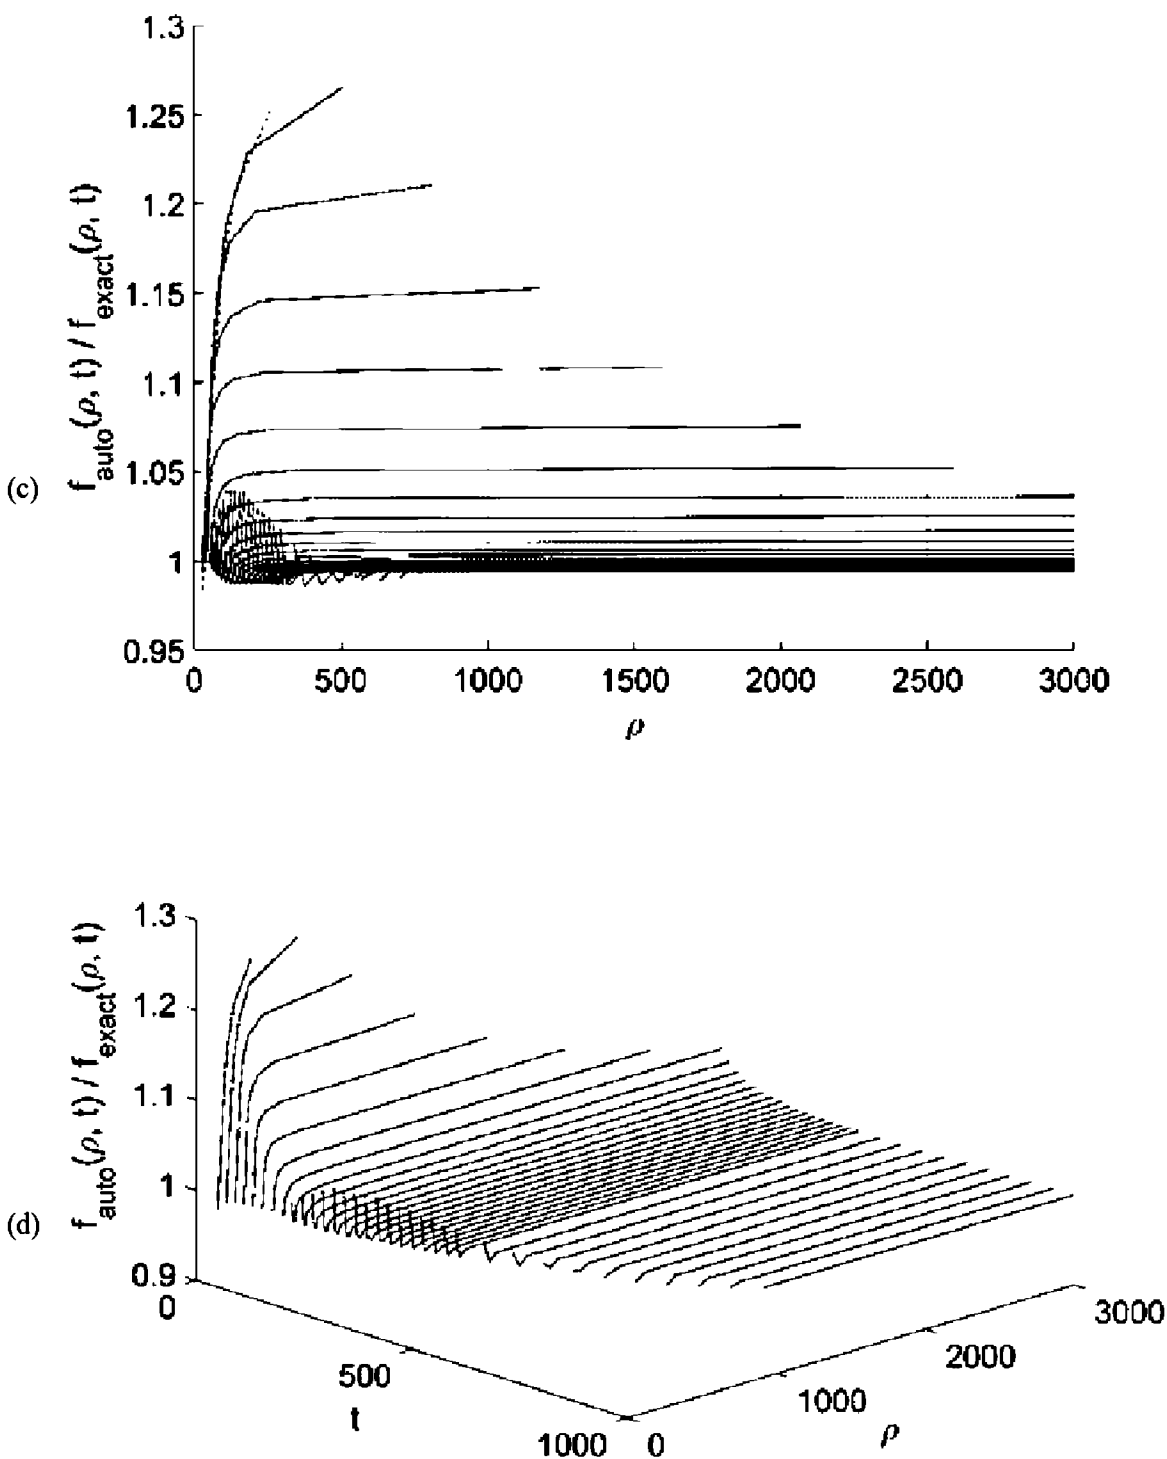 (c)
f_auto(ρ, t) / f_exact(ρ, t)
1.3
1.25
1.2
1.15
1.1
1.05
1
0.95
0 500 1000 1500 2000 2500 3000
ρ
(d)
f_auto(ρ, t) / f_exact(ρ, t)
1.3
1.2
1.1
1
0.9
0 500 1000
t
0 1000 2000 3000
ρ